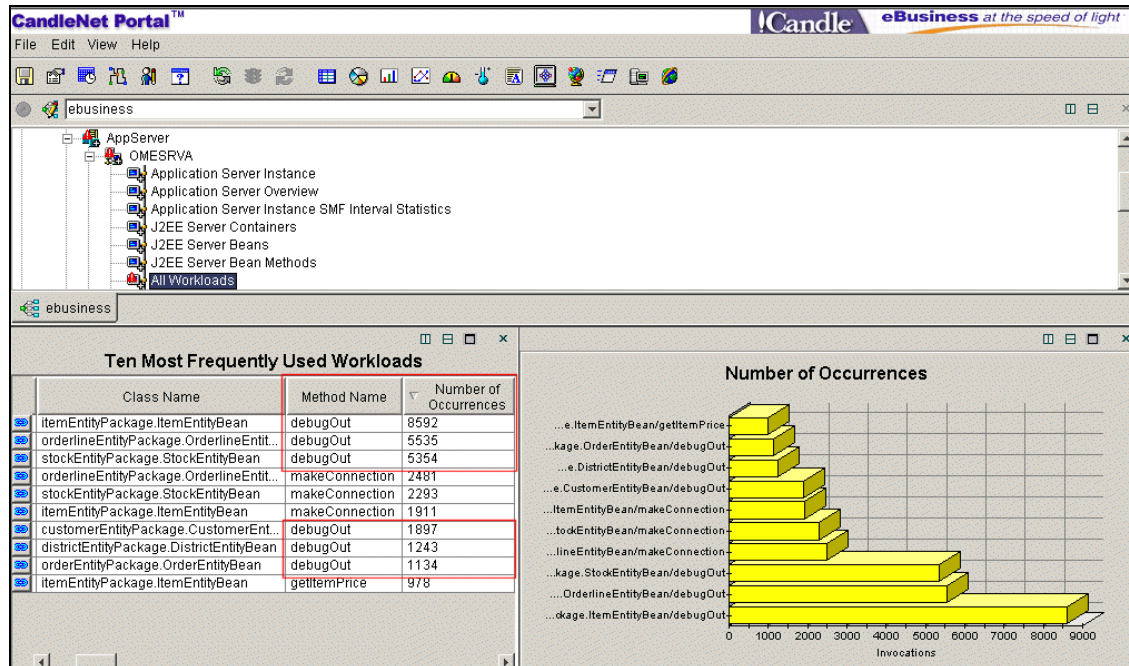 CandleNet Portal™
!Candle
eBusiness at the speed of light
File Edit View Help
ebusiness
AppServer
OMESRVA
Application Server Instance
Application Server Overview
Application Server Instance SMF Interval Statistics
J2EE Server Containers
J2EE Server Beans
J2EE Server Bean Methods
All Workloads
ebusiness
Ten Most Frequently Used Workloads
Class Name Method Name Number of Occurrences
itemEntityPackage.ItemEntityBean debugOut 8592
orderlineEntityPackage.OrderlineEntit... debugOut 5535
stockEntityPackage.StockEntityBean debugOut 5354
orderlineEntityPackage.OrderlineEntit... makeConnection 2481
stockEntityPackage.StockEntityBean makeConnection 2293
itemEntityPackage.ItemEntityBean makeConnection 1911
customerEntityPackage.CustomerEnt... debugOut 1897
districtEntityPackage.DistrictEntityBean debugOut 1243
orderEntityPackage.OrderEntityBean debugOut 1134
itemEntityPackage.ItemEntityBean getItemPrice 978
Number of Occurrences
...e.ItemEntityBean/getItemPrice
...kage.OrderEntityBean/debugOut
...e.DistrictEntityBean/debugOut
...e.CustomerEntityBean/debugOut
...ItemEntityBean/makeConnection
...tockEntityBean/makeConnection
...lineEntityBean/makeConnection
...kage.StockEntityBean/debugOut
....OrderlineEntityBean/debugOut
...ckage.ItemEntityBean/debugOut
0 1000 2000 3000 4000 5000 6000 7000 8000 9000
Invocations